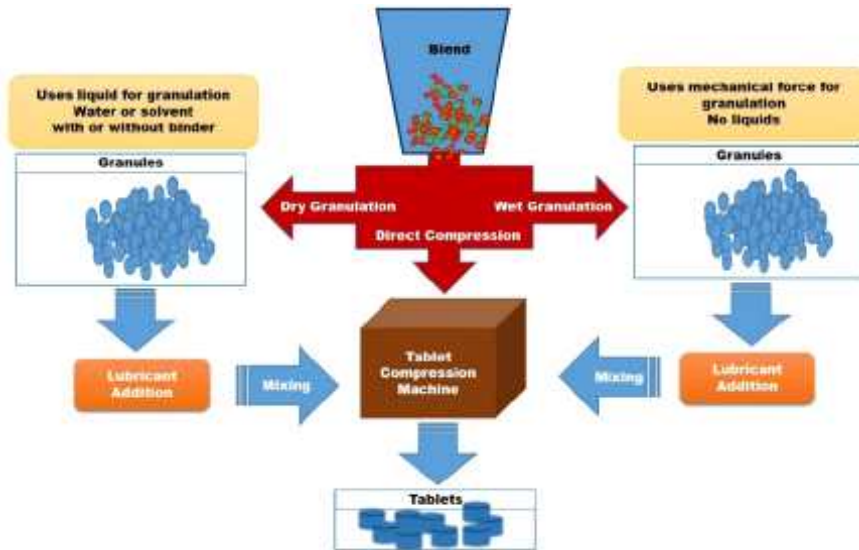 Blend
Uses liquid for granulation
Water or solvent
with or without binder
Uses mechanical force for
granulation
No liquids
Granules
Granules
Dry Granulation
Wet Granulation
Direct Compression
Tablet
Compression
Machine
Lubricant
Addition
Mixing
Mixing
Lubricant
Addition
Tablets